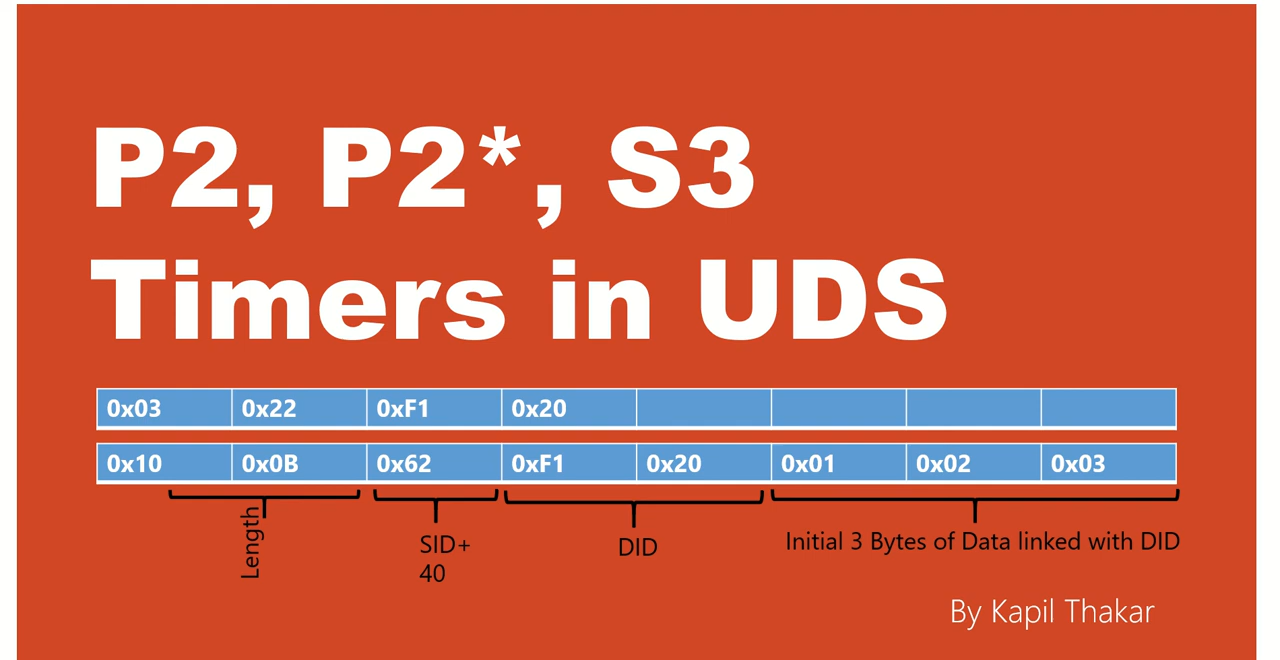 P2, P2*, S3
Timers in UDS
0x03 0x22 0xF1 0x20
0x10 0x0B 0x62 0xF1 0x20 0x01 0x02 0x03
Length
SID+
40
DID
Initial 3 Bytes of Data linked with DID
By Kapil Thakar